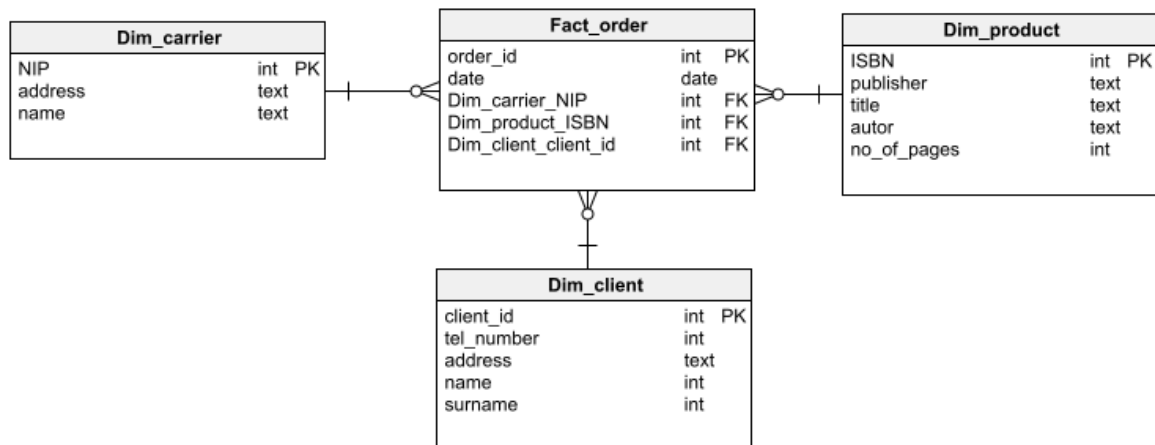 Dim_carrier
NIP int PK
address text
name text
Fact_order
order_id int PK
date date
Dim_carrier_NIP int FK
Dim_product_ISBN int FK
Dim_client_client_id int FK
Dim_product
ISBN int PK
publisher text
title text
autor text
no_of_pages int
Dim_client
client_id int PK
tel_number int
address text
name int
surname int